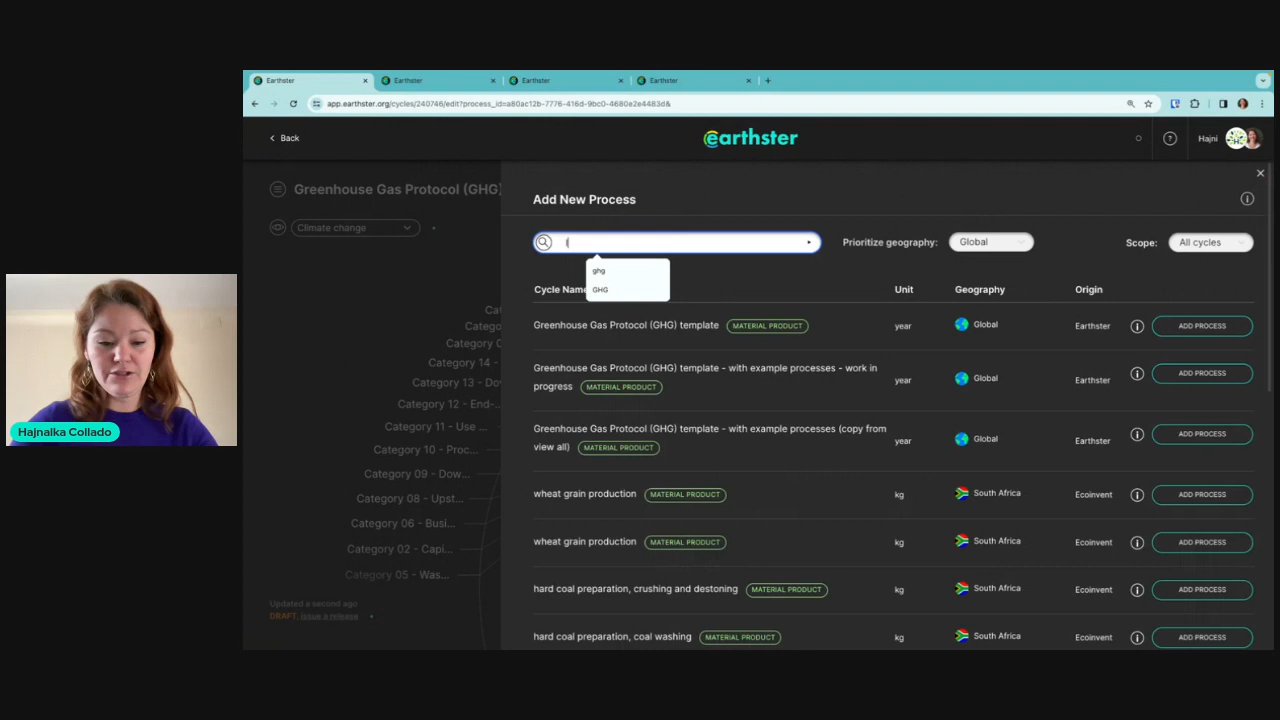 Earthster
Earthster
Earthster
Earthster
app.earthster.org/cycles/240746/edit?process_id=a80ac12b-7776-416d-9bc0-4680e2e4483d&
Back
earthster
Hajni
Greenhouse Gas Protocol (GHG)
Climate change
Add New Process
Prioritize geography:
Global
Scope:
All cycles
ghg
GHG
Cycle Name
Unit
Geography
Origin
Greenhouse Gas Protocol (GHG) template
MATERIAL PRODUCT
year
Global
Earthster
ADD PROCESS
Greenhouse Gas Protocol (GHG) template - with example processes - work in
progress
MATERIAL PRODUCT
year
Global
Earthster
ADD PROCESS
Greenhouse Gas Protocol (GHG) template - with example processes (copy from
view all)
MATERIAL PRODUCT
year
Global
Earthster
ADD PROCESS
wheat grain production
MATERIAL PRODUCT
kg
South Africa
Ecoinvent
ADD PROCESS
wheat grain production
MATERIAL PRODUCT
kg
South Africa
Ecoinvent
ADD PROCESS
hard coal preparation, crushing and destoning
MATERIAL PRODUCT
kg
South Africa
Ecoinvent
ADD PROCESS
hard coal preparation, coal washing
MATERIAL PRODUCT
kg
South Africa
Ecoinvent
ADD PROCESS
Cat
Catego
Category 0
Category 14 -
Category 13 - Do
Category 12 - End-
Category 11 - Use ...
Category 10 - Proc...
Category 09 - Dow...
Category 08 - Upst...
Category 06 - Busi...
Category 02 - Capi...
Category 05 - Was...
Updated a second ago
DRAFT, issue a release
Hajnalka Collado